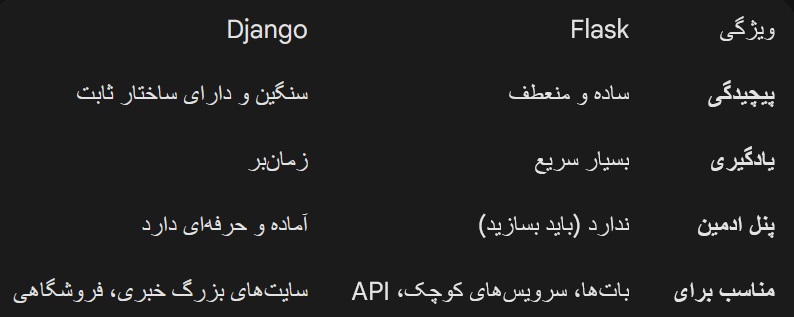 ویژگی Flask Django
پیچیدگی ساده و منعطف سنگین و دارای ساختار ثابت
یادگیری بسیار سریع زمان‌بر
پنل ادمین ندارد (باید بسازید) آماده و حرفه‌ای دارد
مناسب برای بات‌ها، سرویس‌های کوچک، API سایت‌های بزرگ خبری، فروشگاهی